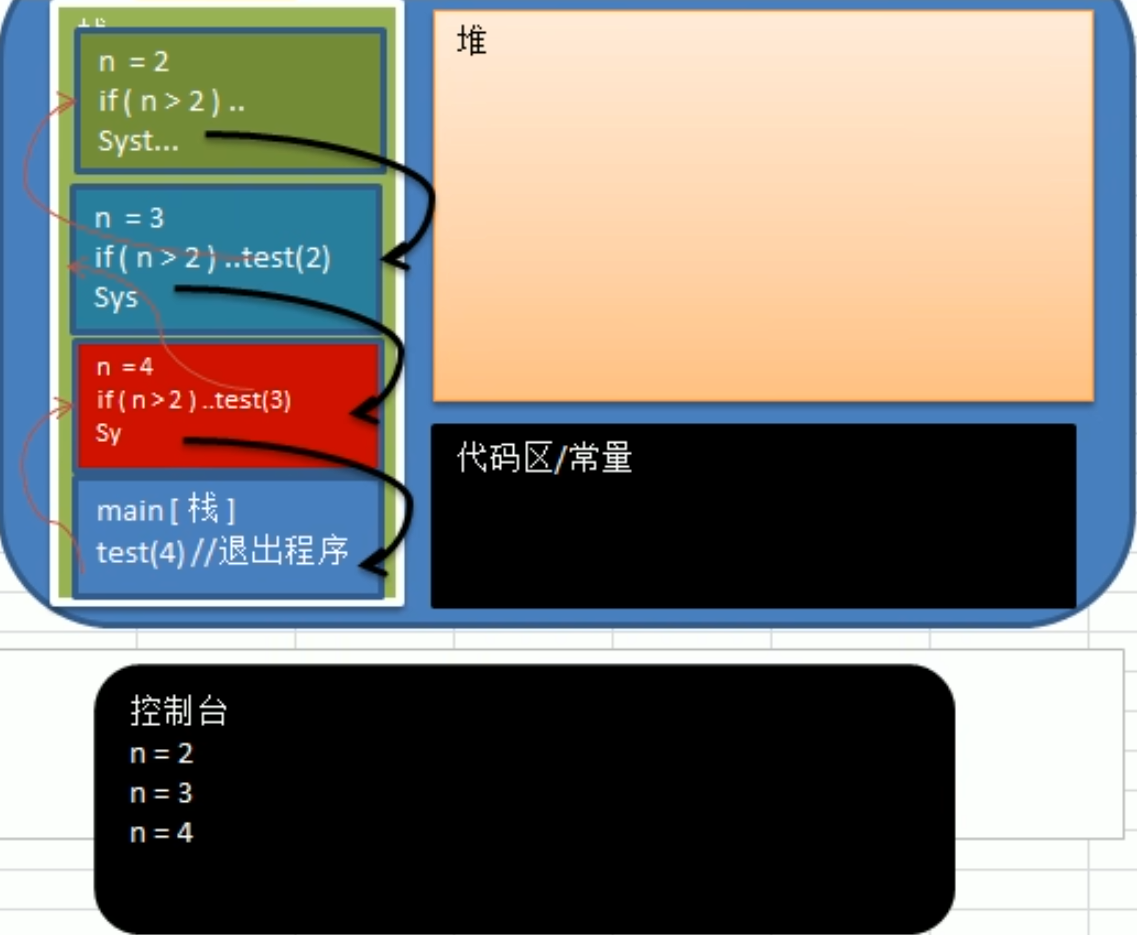 n = 2
if ( n > 2 ) ..
Syst...
n = 3
if ( n > 2 ) ..test(2)
Sys
n = 4
if ( n > 2 ) ..test(3)
Sy
main [ 栈 ]
test(4) //退出程序
堆
代码区/常量
控制台
n = 2
n = 3
n = 4